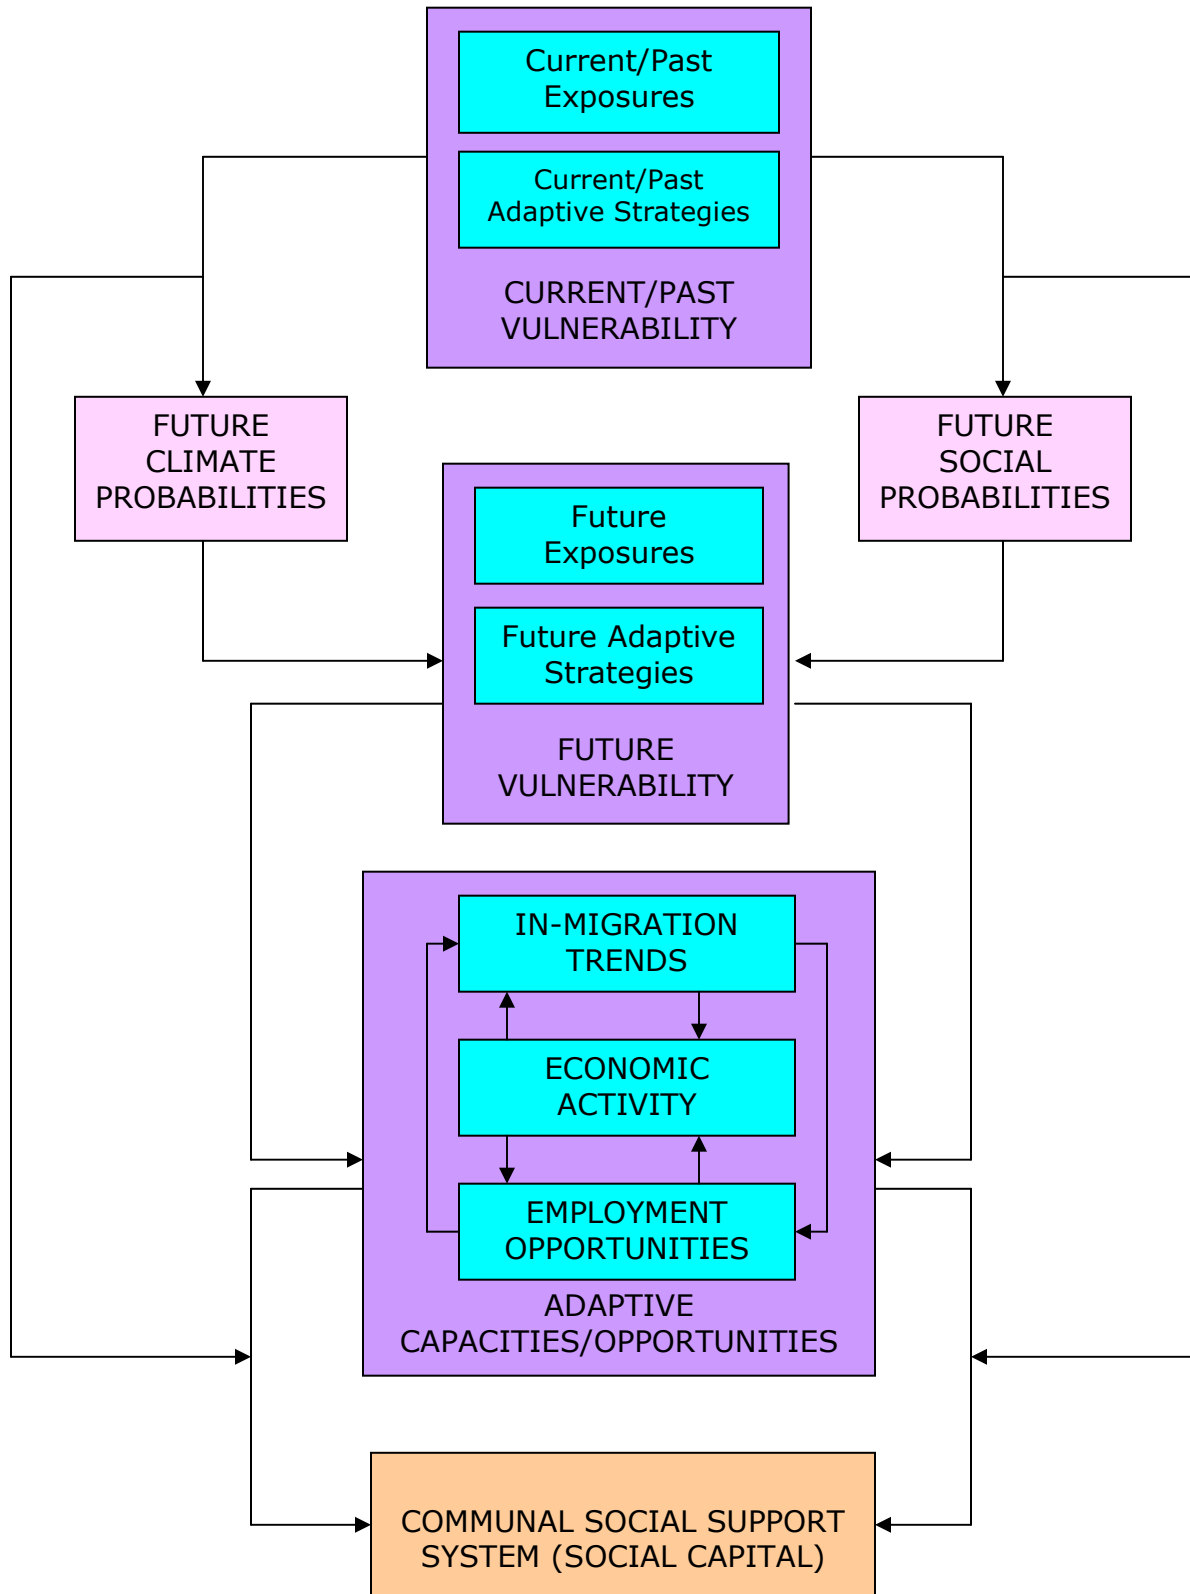 Current/Past
Exposures
Current/Past
Adaptive Strategies
CURRENT/PAST
VULNERABILITY
FUTURE
CLIMATE
PROBABILITIES
FUTURE
SOCIAL
PROBABILITIES
Future
Exposures
Future Adaptive
Strategies
FUTURE
VULNERABILITY
IN-MIGRATION
TRENDS
ECONOMIC
ACTIVITY
EMPLOYMENT
OPPORTUNITIES
ADAPTIVE
CAPACITIES/OPPORTUNITIES
COMMUNAL SOCIAL SUPPORT
SYSTEM (SOCIAL CAPITAL)